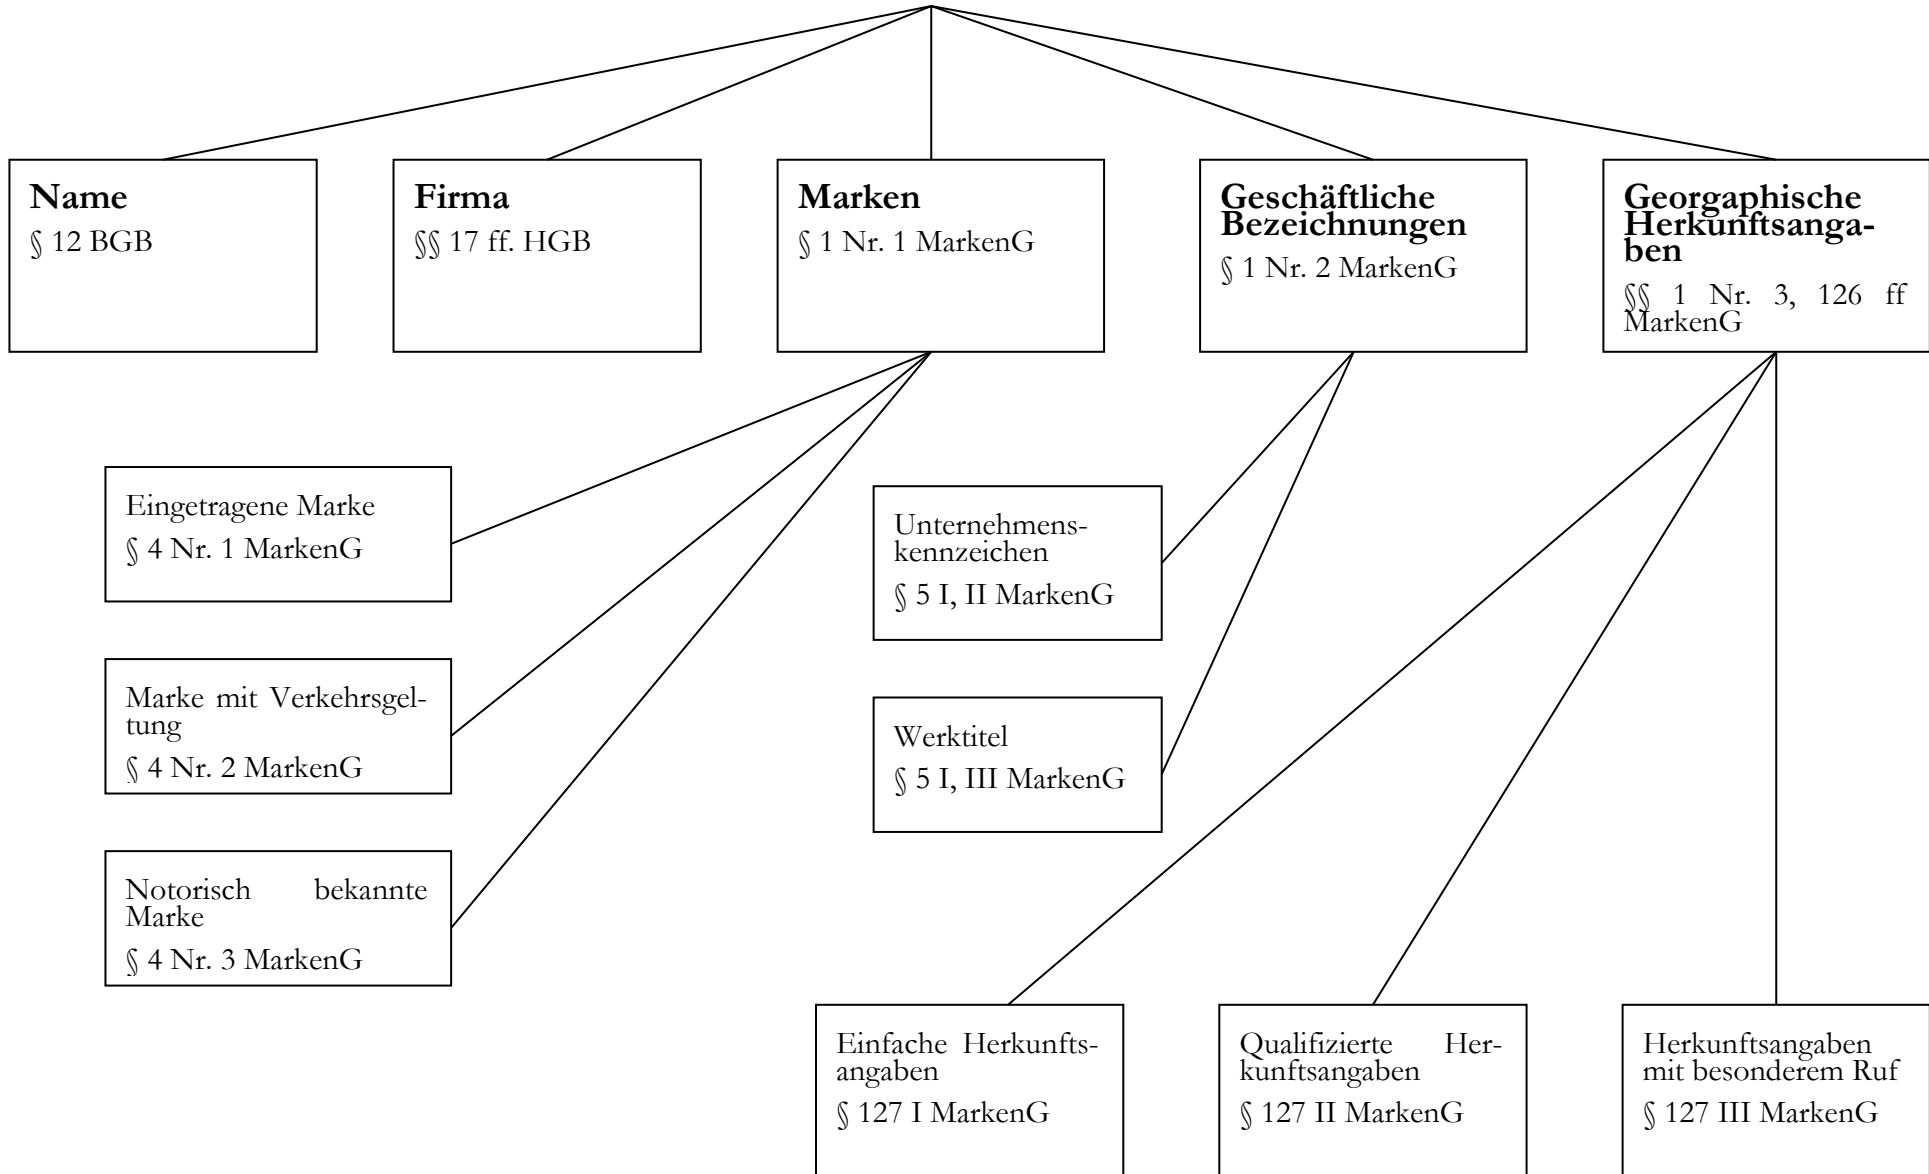 Name
§ 12 BGB
Firma
§§ 17 ff. HGB
Marken
§ 1 Nr. 1 MarkenG
Geschäftliche
Bezeichnungen
§ 1 Nr. 2 MarkenG
Georgaphische
Herkunftsanga-
ben
§§ 1 Nr. 3, 126 ff
MarkenG
Eingetragene Marke
§ 4 Nr. 1 MarkenG
Marke mit Verkehrsgel-
tung
§ 4 Nr. 2 MarkenG
Notorisch bekannte
Marke
§ 4 Nr. 3 MarkenG
Unternehmens-
kennzeichen
§ 5 I, II MarkenG
Werktitel
§ 5 I, III MarkenG
Einfache Herkunfts-
angaben
§ 127 I MarkenG
Qualifizierte Her-
kunftsangaben
§ 127 II MarkenG
Herkunftsangaben
mit besonderem Ruf
§ 127 III MarkenG